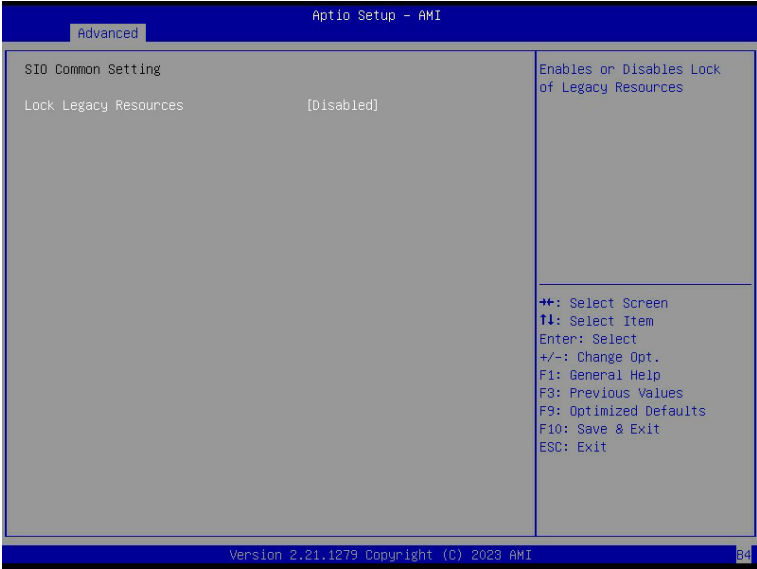 Aptio Setup – AMI
Advanced
SIO Common Setting
Lock Legacy Resources [Disabled]
Enables or Disables Lock
of Legacy Resources
→←: Select Screen
↑↓: Select Item
Enter: Select
+/-: Change Opt.
F1: General Help
F3: Previous Values
F9: Optimized Defaults
F10: Save & Exit
ESC: Exit
Version 2.21.1279 Copyright (C) 2023 AMI
B4